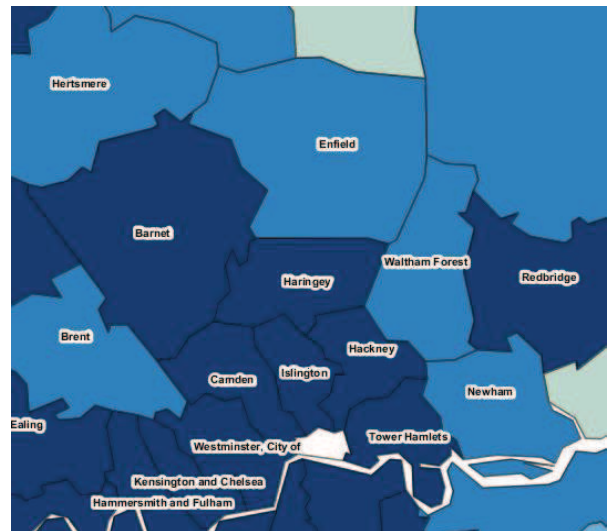 Hertsmere
Enfield
Barnet
Waltham Forest
Haringey
Redbridge
Brent
Hackney
Islington
Camden
Newham
Ealing
Westminster, City of
Tower Hamlets
Kensington and Chelsea
Hammersmith and Fulham